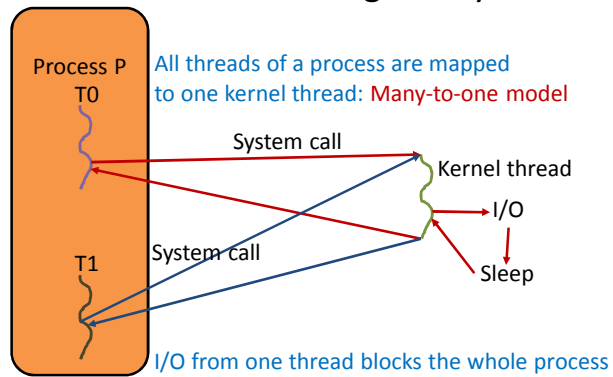 Process P
T0
All threads of a process are mapped
to one kernel thread: Many-to-one model
System call
Kernel thread
I/O
System call
T1
Sleep
I/O from one thread blocks the whole process